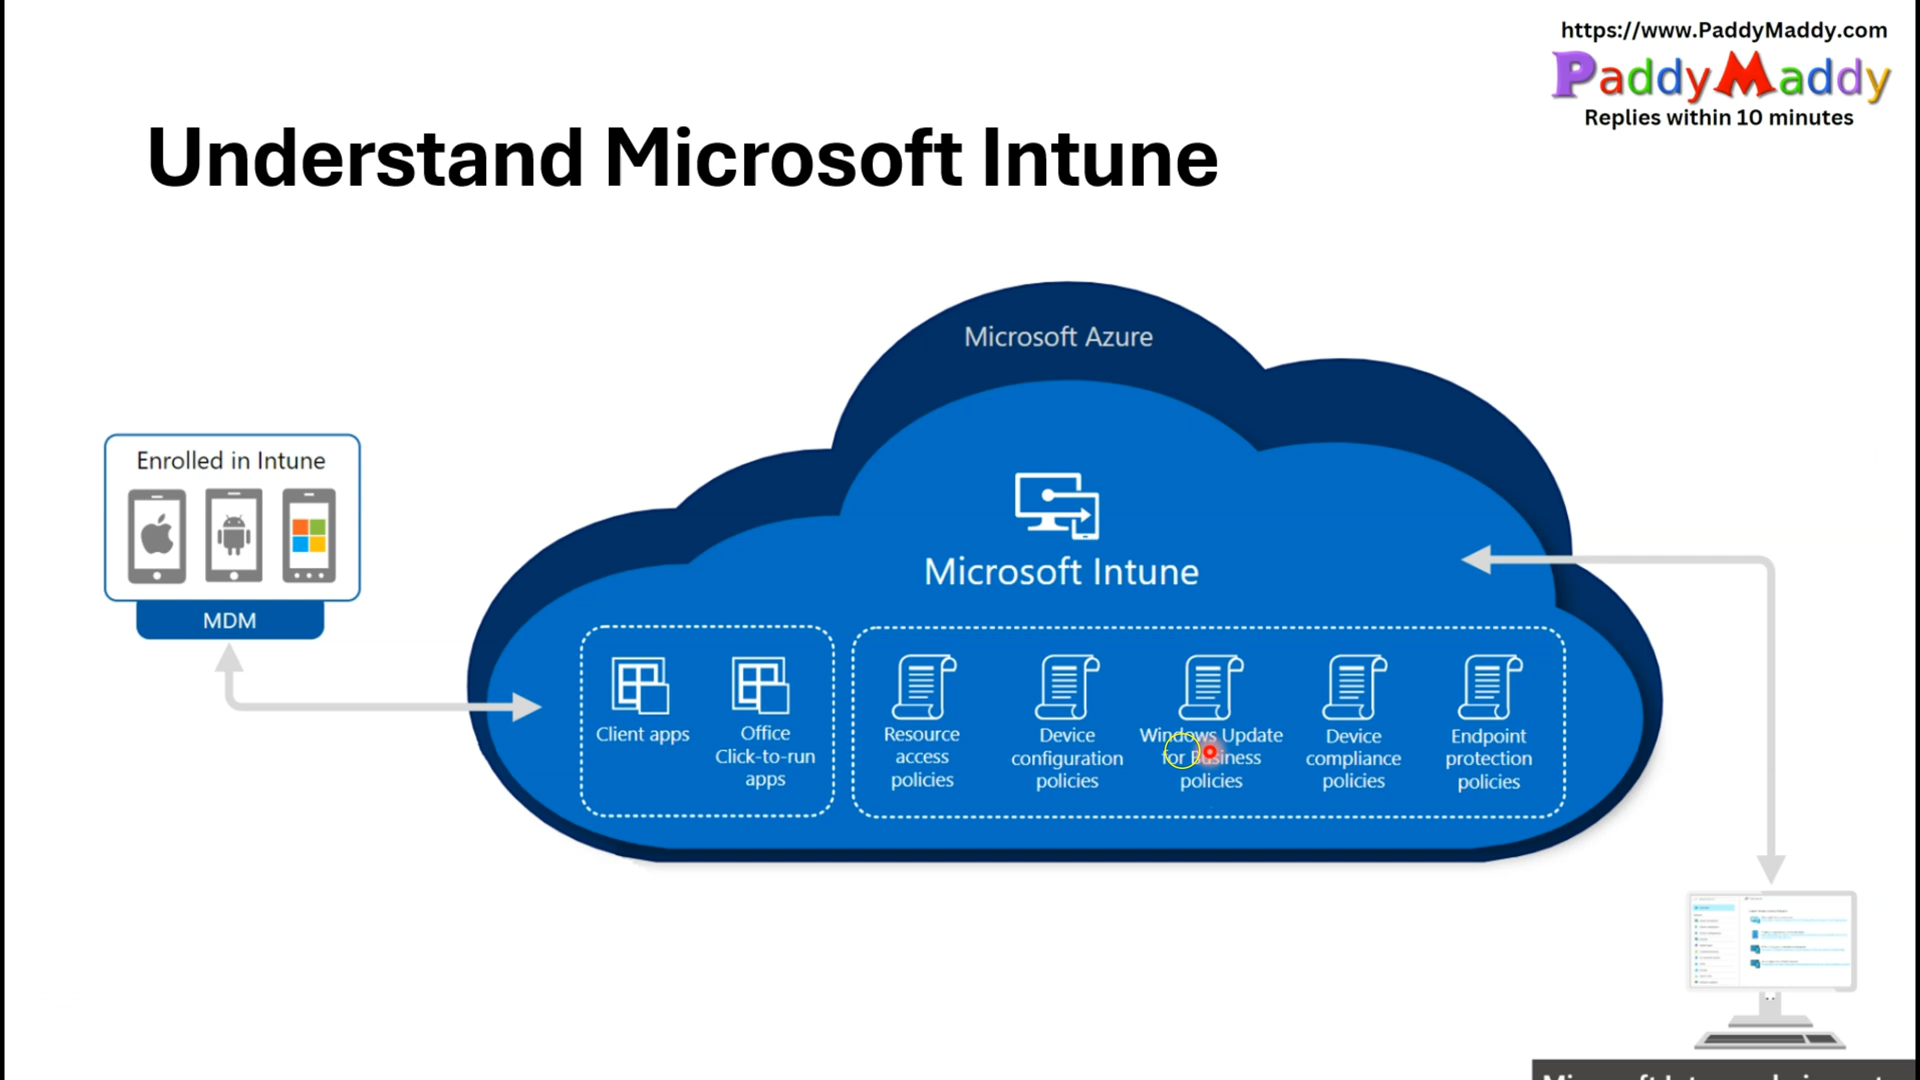 https://www.PaddyMaddy.com
PaddyMaddy
Replies within 10 minutes
Understand Microsoft Intune
Microsoft Azure
Enrolled in Intune
MDM
Microsoft Intune
Client apps
Office
Click-to-run
apps
Resource
access
policies
Device
configuration
policies
Windows Update
for Business
policies
Device
compliance
policies
Endpoint
protection
policies